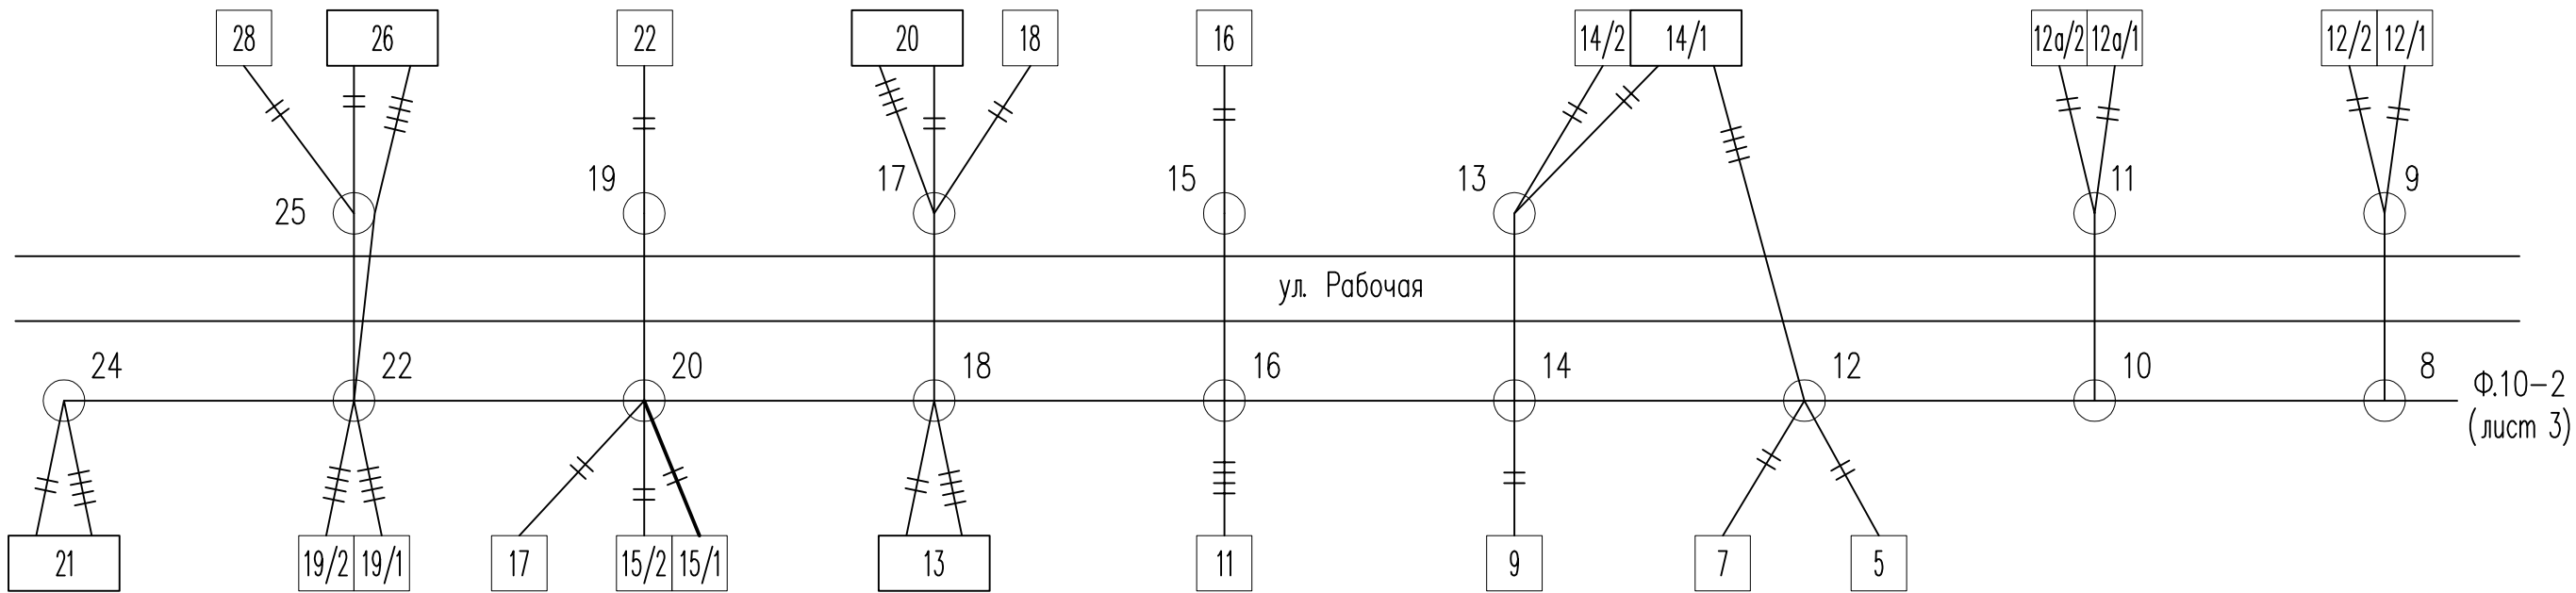 28 26 22 20 18 16 14/2 14/1 12а/2 12а/1 12/2 12/1
25 19 17 15 13 11 9
ул. Рабочая
24 22 20 18 16 14 12 10 8
Ф.10-2
(лист 3)
21 19/2 19/1 17 15/2 15/1 13 11 9 7 5